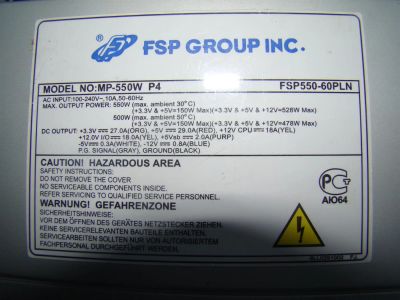 FSP GROUP INC.
MODEL NO:MP-550W P4 FSP550-60PLN
AC INPUT:100-240V~,10A,50-60Hz
MAX. OUTPUT POWER: 550W (max. ambient 30°C)
(+3.3V & +5V =150W Max)(+3.3V & +5V & +12V=528W Max)
500W (max. ambient 50°C)
(+3.3V & +5V =150W Max)(+3.3V & +5V & +12V=478W Max)
DC OUTPUT: +3.3V ⎓ 27.0A(ORG), +5V ⎓ 29.0A(RED), +12V CPU ⎓ 18A(YEL)
+12.0V I/O ⎓ 18.0A(YEL), +5Vsb ⎓ 2.0A(PUR)
-5V ⎓ 0.3A(WHT), -12V ⎓ 0.8A(BLUE)
P.G. SIGNAL(GRAY), GROUND(BLACK).
CAUTION! HAZARDOUS AREA
SAFETY INSTRUCTIONS:
DO NOT REMOVE THIS COVER
NO SERVICEABLE COMPONENTS INSIDE.
REFER SERVICING TO QUALIFIED PERSONNEL
WARNUNG! GEFAHRENZONE
SICHERHEITSHINWEISE:
VOR DEM ÖFFNEN DES GERÄTES NETZSTECKER ZIEHEN
KEINE SERVICERELEVANTEN BAUTEILE ENTHALTEN
SERVICEARBEITEN SOLLTEN NUR VON AUTORISIERTEM
FACHPERSONAL DURCHGEFÜHRT WERDEN.
АЮ64